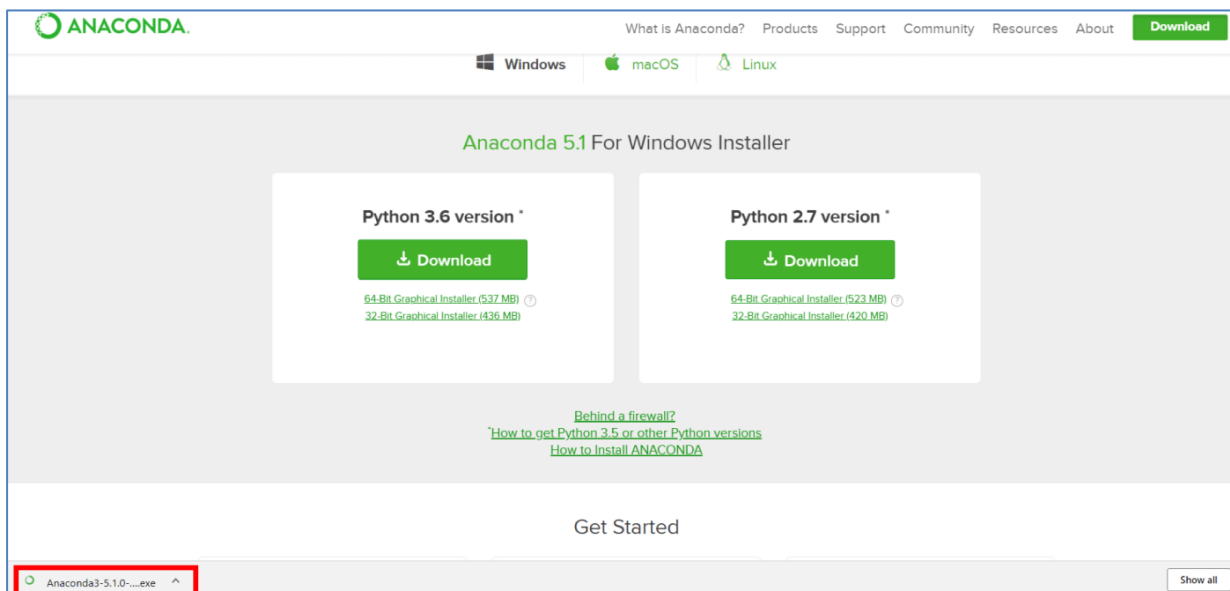 ANACONDA.
What is Anaconda? Products Support Community Resources About Download
Windows macOS Linux
Anaconda 5.1 For Windows Installer
Python 3.6 version *
Download
64-Bit Graphical Installer (537 MB) ?
32-Bit Graphical Installer (436 MB)
Python 2.7 version *
Download
64-Bit Graphical Installer (523 MB) ?
32-Bit Graphical Installer (420 MB)
Behind a firewall?
*How to get Python 3.5 or other Python versions
How to Install ANACONDA
Get Started
Anaconda3-5.1.0-....exe
Show all